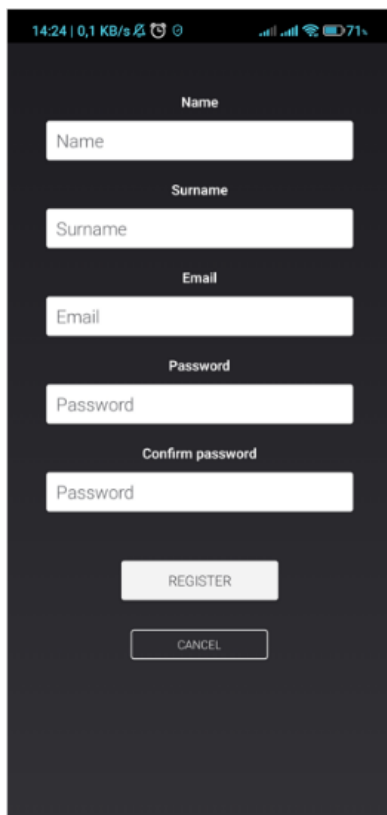 14:24 | 0,1 KB/s 71%
Name
Name
Surname
Surname
Email
Email
Password
Password
Confirm password
Password
REGISTER
CANCEL